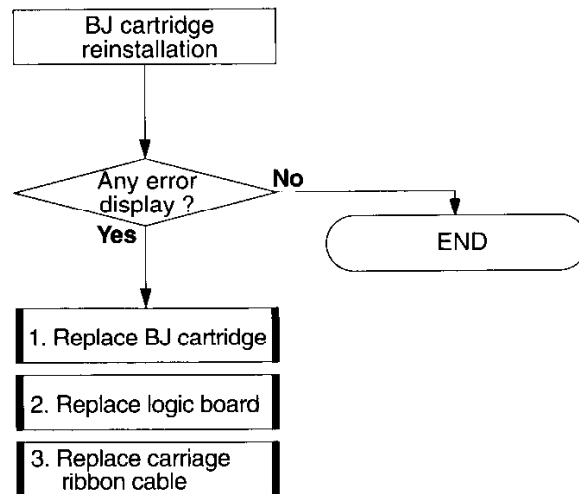 BJ cartridge
reinstallation
Any error
display ?
No
Yes
END
1. Replace BJ cartridge
2. Replace logic board
3. Replace carriage
ribbon cable